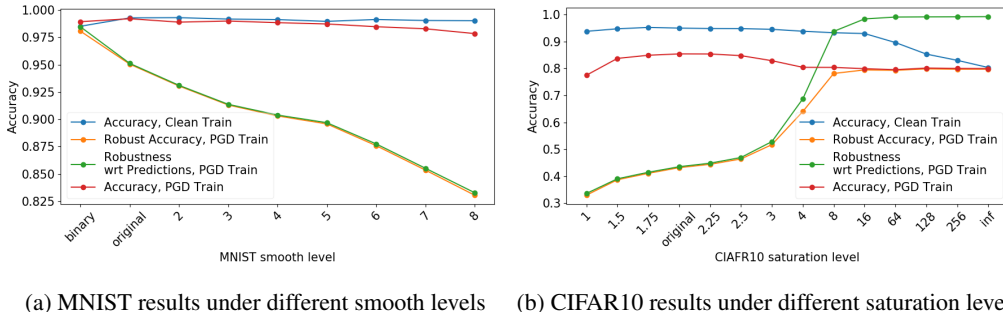 1.000
0.975
0.950
0.925
0.900
0.875
0.850
0.825
Accuracy
Accuracy, Clean Train
Robust Accuracy, PGD Train
Robustness
wrt Predictions, PGD Train
Accuracy, PGD Train
binary original 2 3 4 5 6 7 8
MNIST smooth level
(a) MNIST results under different smooth levels
1.0
0.9
0.8
0.7
0.6
0.5
0.4
0.3
Accuracy
Accuracy, Clean Train
Robust Accuracy, PGD Train
Robustness
wrt Predictions, PGD Train
Accuracy, PGD Train
1 1.5 1.75 original 2.25 2.5 3 4 8 16 64 128 256 inf
CIAFR10 saturation level
(b) CIFAR10 results under different saturation leve